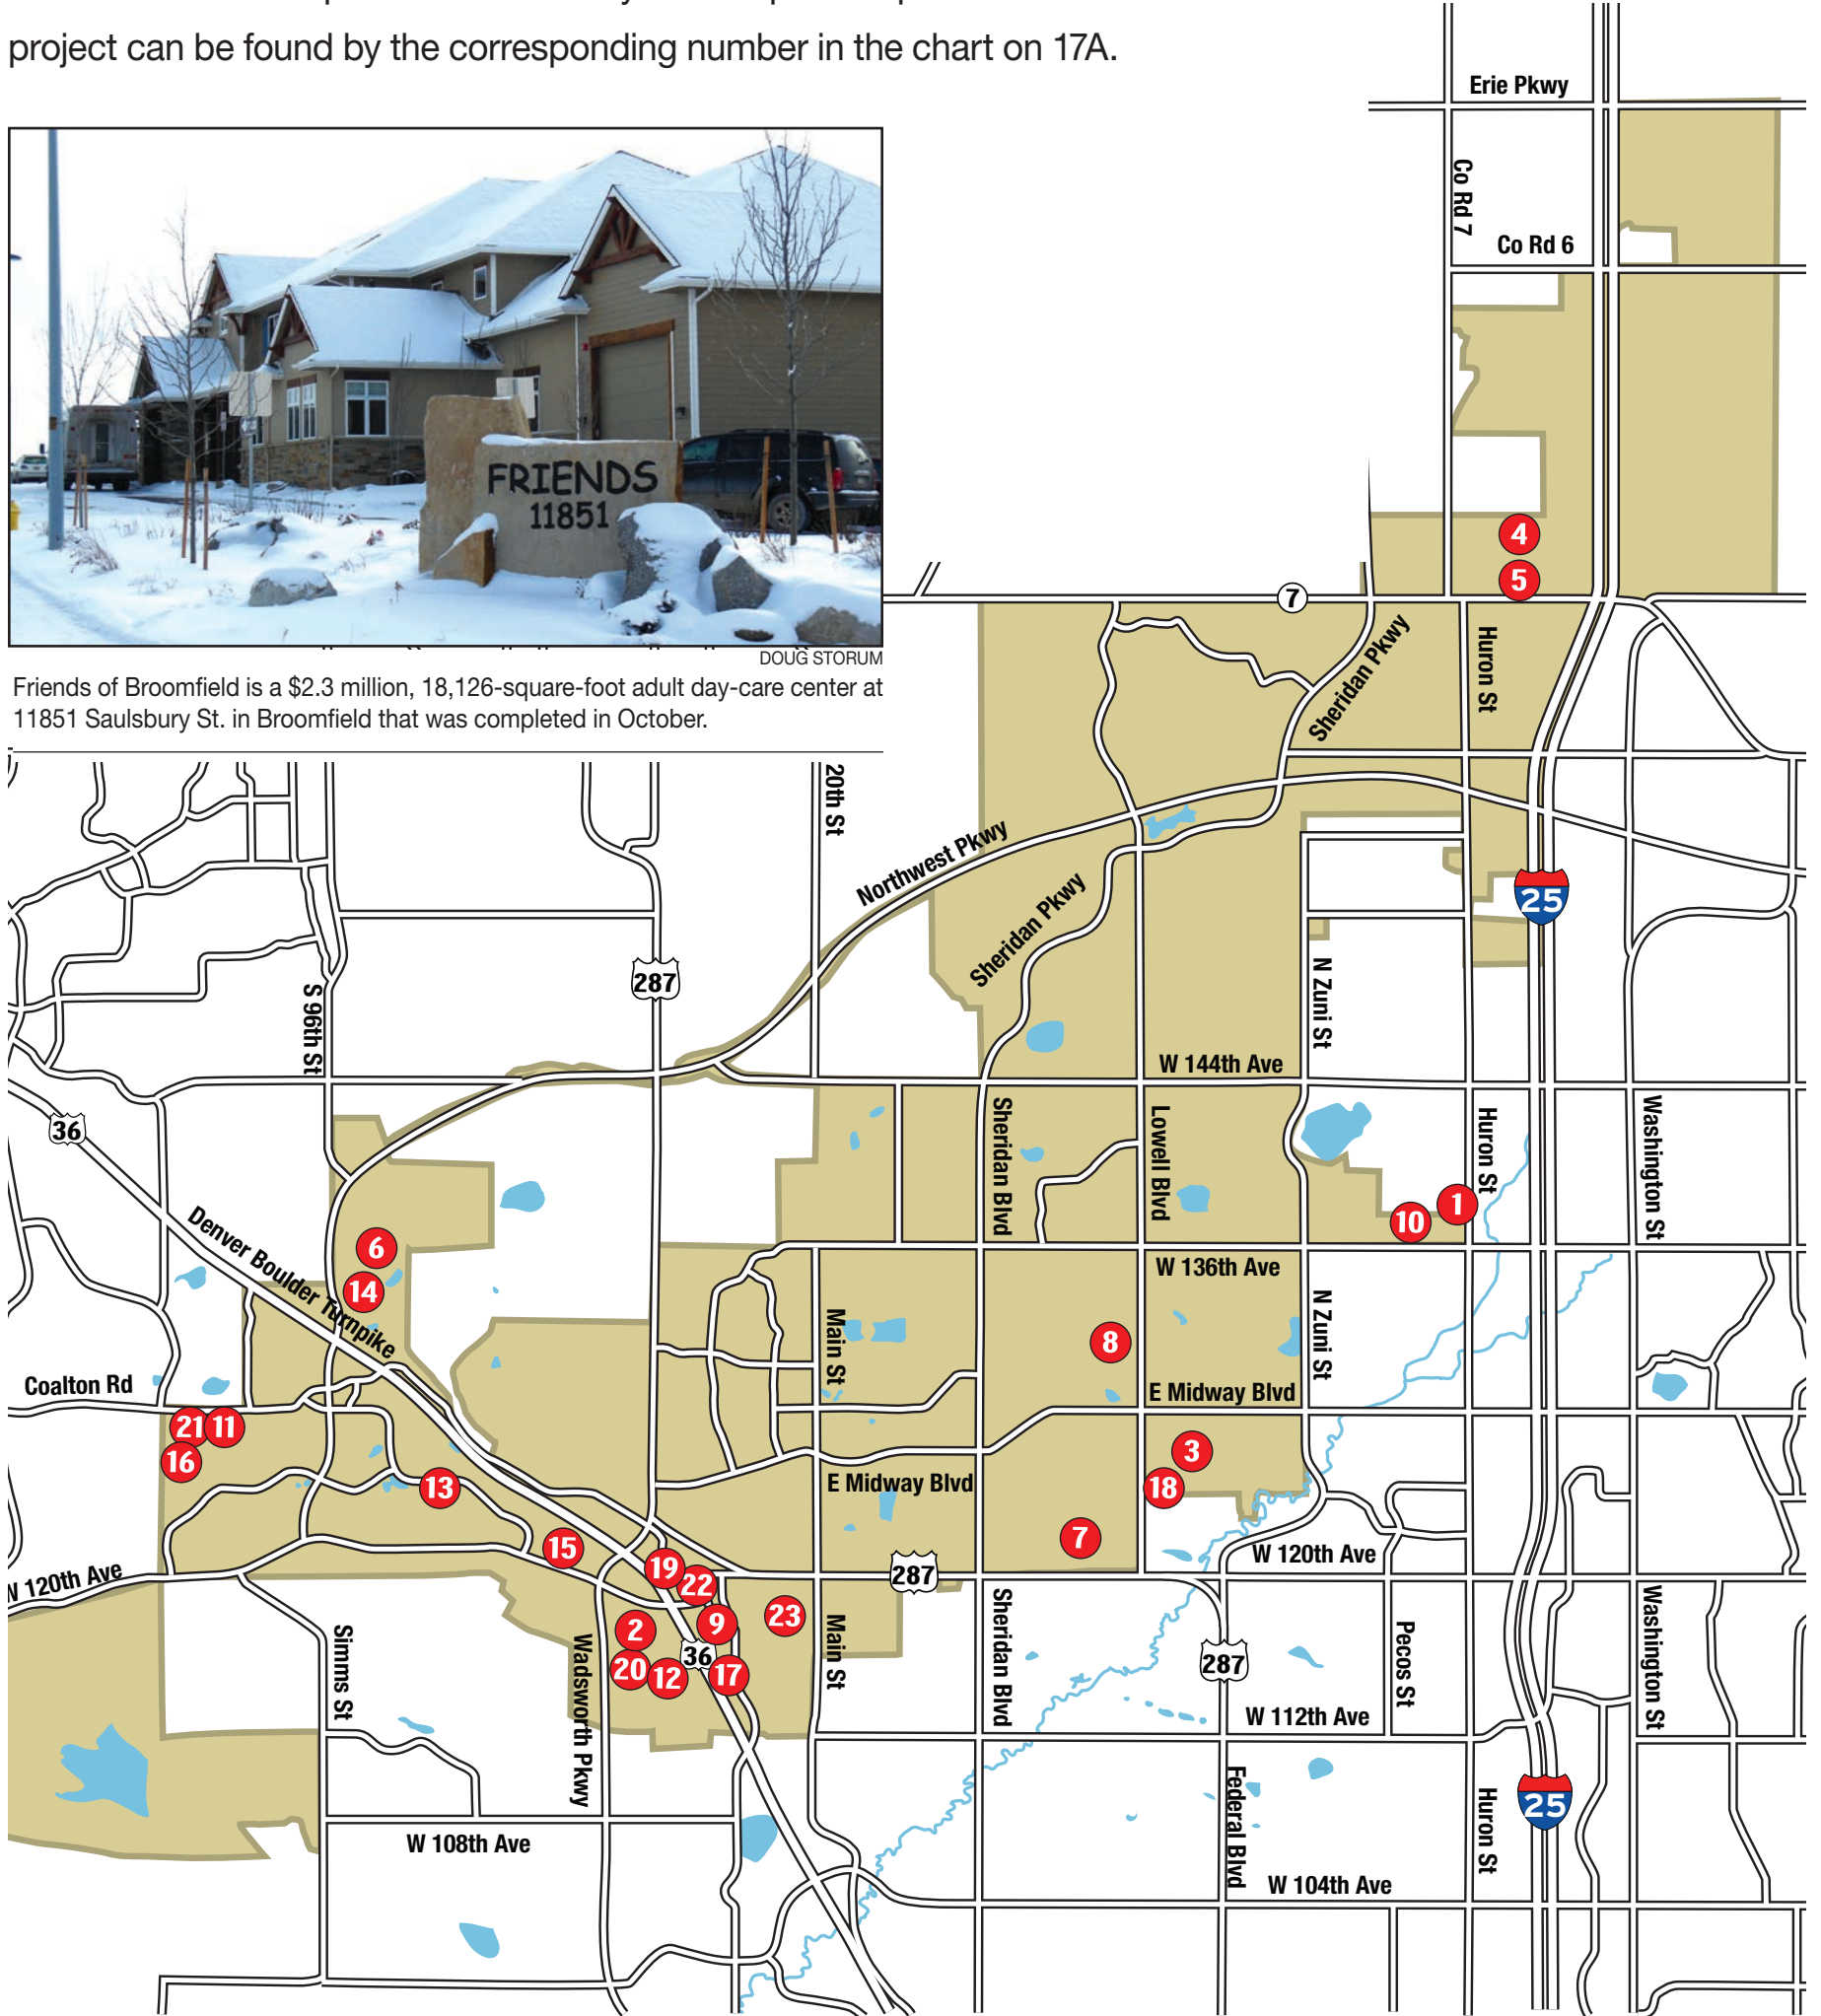 project can be found by the corresponding number in the chart on 17A.
FRIENDS
11851
DOUG STORUM
Friends of Broomfield is a $2.3 million, 18,126-square-foot adult day-care center at
11851 Saulsbury St. in Broomfield that was completed in October.
Erie Pkwy
Co Rd 7
Co Rd 6
4
5
7
Sheridan Pkwy
Huron St
20th St
Northwest Pkwy
Sheridan Pkwy
25
287
S 96th St
N Zuni St
W 144th Ave
36
Sheridan Blvd
Lowell Blvd
Huron St
Washington St
1
10
Denver Boulder Turnpike
6
14
W 136th Ave
Main St
N Zuni St
8
Coalton Rd
E Midway Blvd
21
11
16
3
13
E Midway Blvd
18
7
15
W 120th Ave
W 120th Ave
19
22
287
2
9
23
Simms St
Wadsworth Pkwy
Main St
Sheridan Blvd
Pecos St
Washington St
36
20
12
17
287
W 112th Ave
Federal Blvd
Huron St
25
W 108th Ave
W 104th Ave